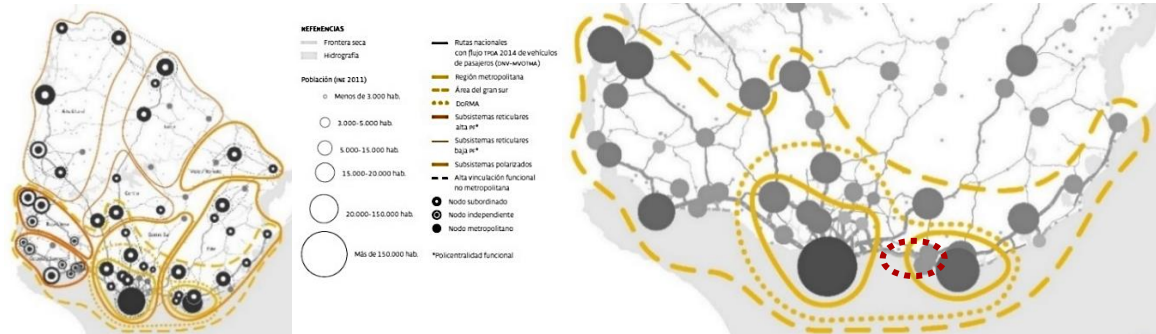 REFERENCIAS
Frontera seca
Hidrografía
Población (INE 2011)
Menos de 3.000 hab.
3.000-5.000 hab.
5.000-15.000 hab.
15.000-20.000 hab.
20.000-150.000 hab.
Más de 150.000 hab.
Rutas nacionales
con flujo TPDA 2014 de vehículos
de pasajeros (DNV-MVOTMA)
Región metropolitana
Área del gran sur
DoRMA
Subsistemas reticulares
alta PF*
Subsistemas reticulares
baja PF*
Subsistemas polarizados
Alta vinculación funcional
no metropolitana
Nodo subordinado
Nodo independiente
Nodo metropolitano
*Policentralidad funcional